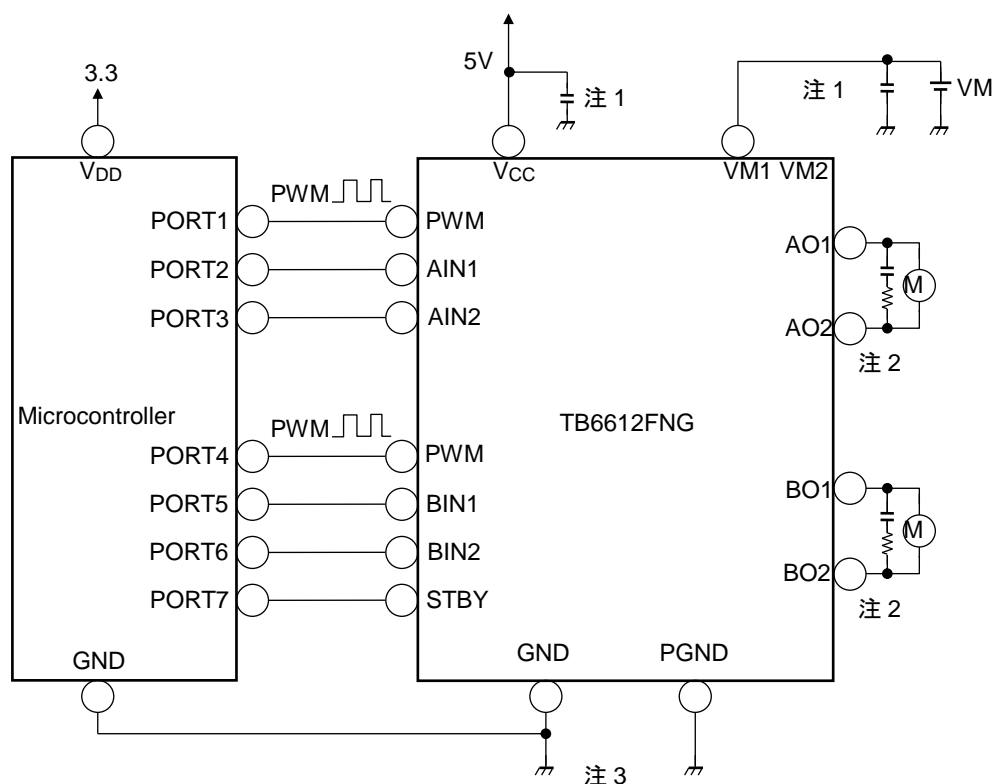 5V
3.3
注 1
注 1
VM
VDD
VCC
VM1 VM2
PWM
PORT1
PWM
AO1
PORT2
AIN1
M
PORT3
AIN2
AO2
注 2
Microcontroller
TB6612FNG
PWM
PORT4
PWM
BO1
PORT5
BIN1
M
PORT6
BIN2
BO2
PORT7
STBY
注 2
GND
GND
PGND
注 3